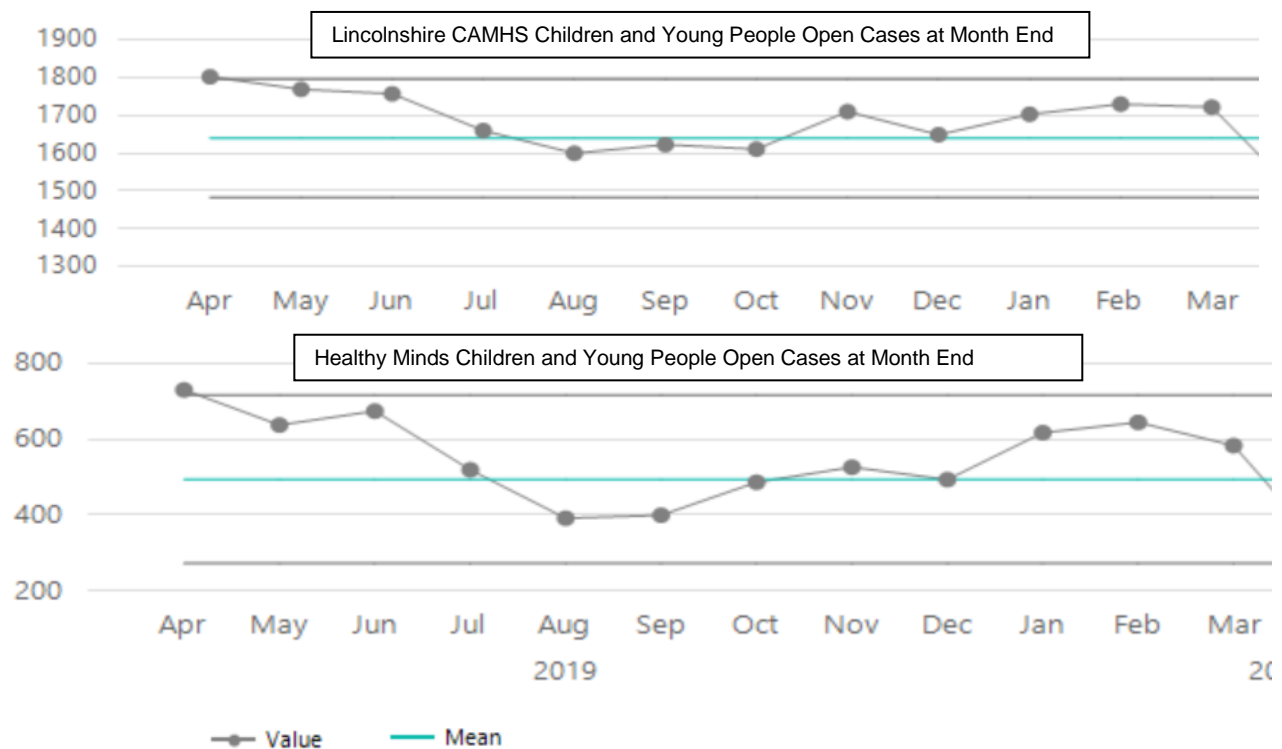 Lincolnshire CAMHS Children and Young People Open Cases at Month End
1900
1800
1700
1600
1500
1400
1300
Apr May Jun Jul Aug Sep Oct Nov Dec Jan Feb Mar
Healthy Minds Children and Young People Open Cases at Month End
800
600
400
200
Apr May Jun Jul Aug Sep Oct Nov Dec Jan Feb Mar
2019 20
Value Mean